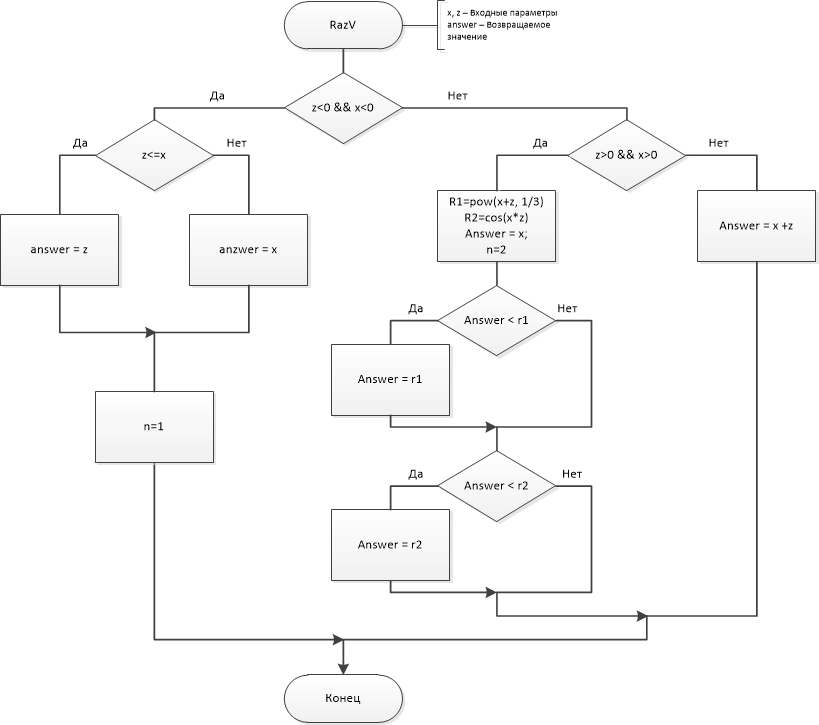 RazV
x, z – Входные параметры
answer – Возвращаемое
значение
z<0 && x<0
Да
Нет
z<=x
Да
Нет
z>0 && x>0
Да
Нет
answer = z
anzwer = x
R1=pow(x+z, 1/3)
R2=cos(x*z)
Answer = x;
n=2
Answer = x +z
Answer < r1
Да
Нет
Answer = r1
n=1
Answer < r2
Да
Нет
Answer = r2
Конец